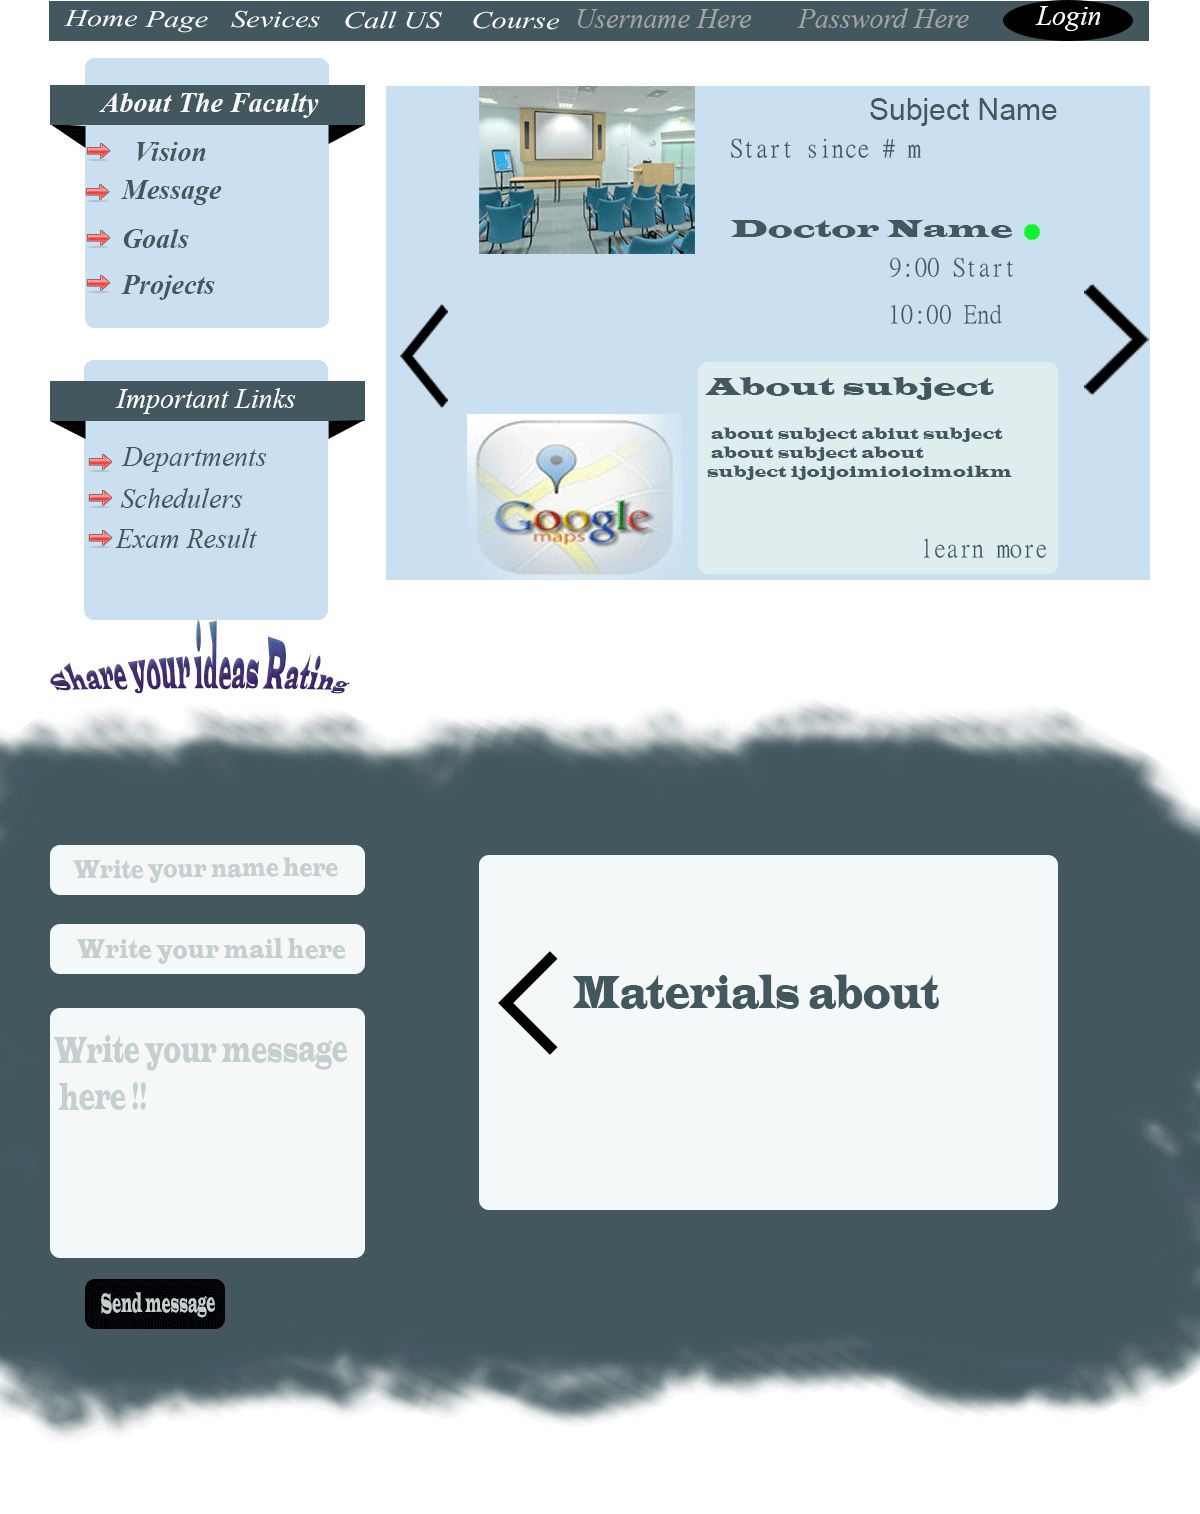 Home Page Sevices Call US Course Username Here Password Here Login
About The Faculty
Vision
Message
Goals
Projects
Important Links
Departments
Schedulers
Exam Result
Share your ideas Rating
Subject Name
Start since # m
Doctor Name
9:00 Start
10:00 End
Google
maps
About subject
about subject abiut subject
about subject about
subject ijoijoimioioimoikm
learn more
Write your name here
Write your mail here
Write your message
here !!
Send message
Materials about